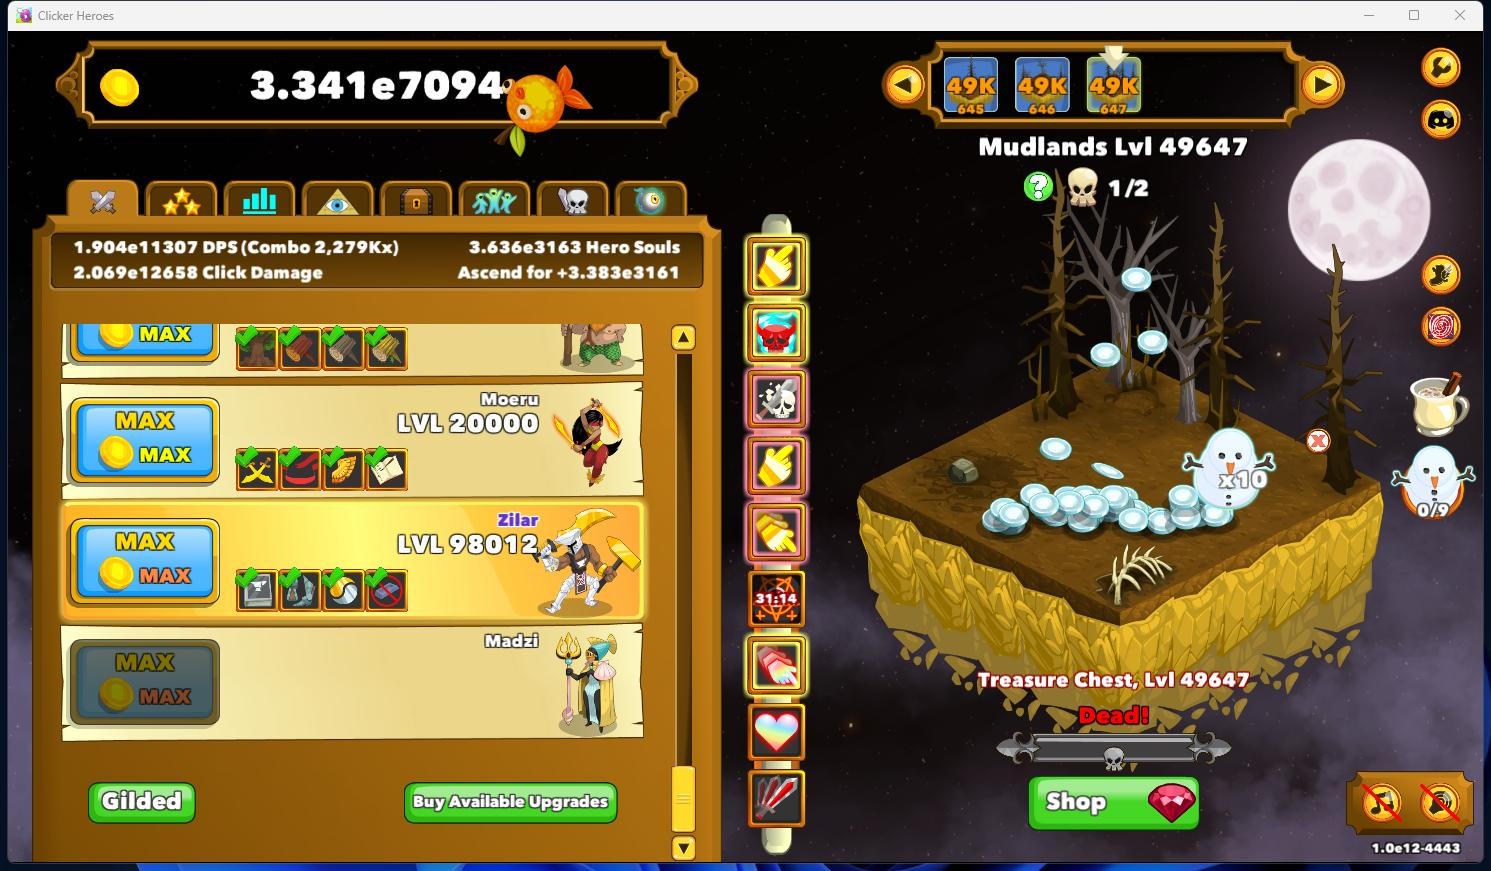 Clicker Heroes
3.341e7094
49K
645
49K
646
49K
647
Mudlands Lvl 49647
1/2
1.904e11307 DPS (Combo 2,279Kx)
3.636e3163 Hero Souls
2.069e12658 Click Damage
Ascend for +3.383e3161
MAX
Moeru
MAX
LVL 20000
MAX
Zilar
MAX
LVL 98012
MAX
Madzi
MAX
MAX
Gilded
Buy Available Upgrades
31:14
x10
0/9
Treasure Chest, Lvl 49647
Dead!
Shop
1.0e12-4443